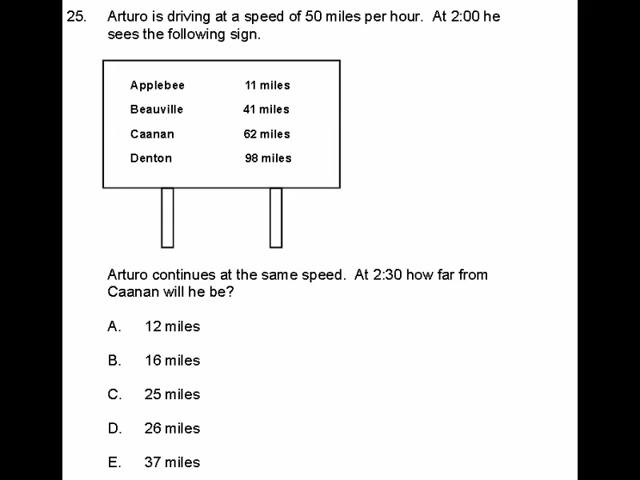 25. Arturo is driving at a speed of 50 miles per hour. At 2:00 he
sees the following sign.
Applebee 11 miles
Beauville 41 miles
Caanan 62 miles
Denton 98 miles
Arturo continues at the same speed. At 2:30 how far from
Caanan will he be?
A. 12 miles
B. 16 miles
C. 25 miles
D. 26 miles
E. 37 miles